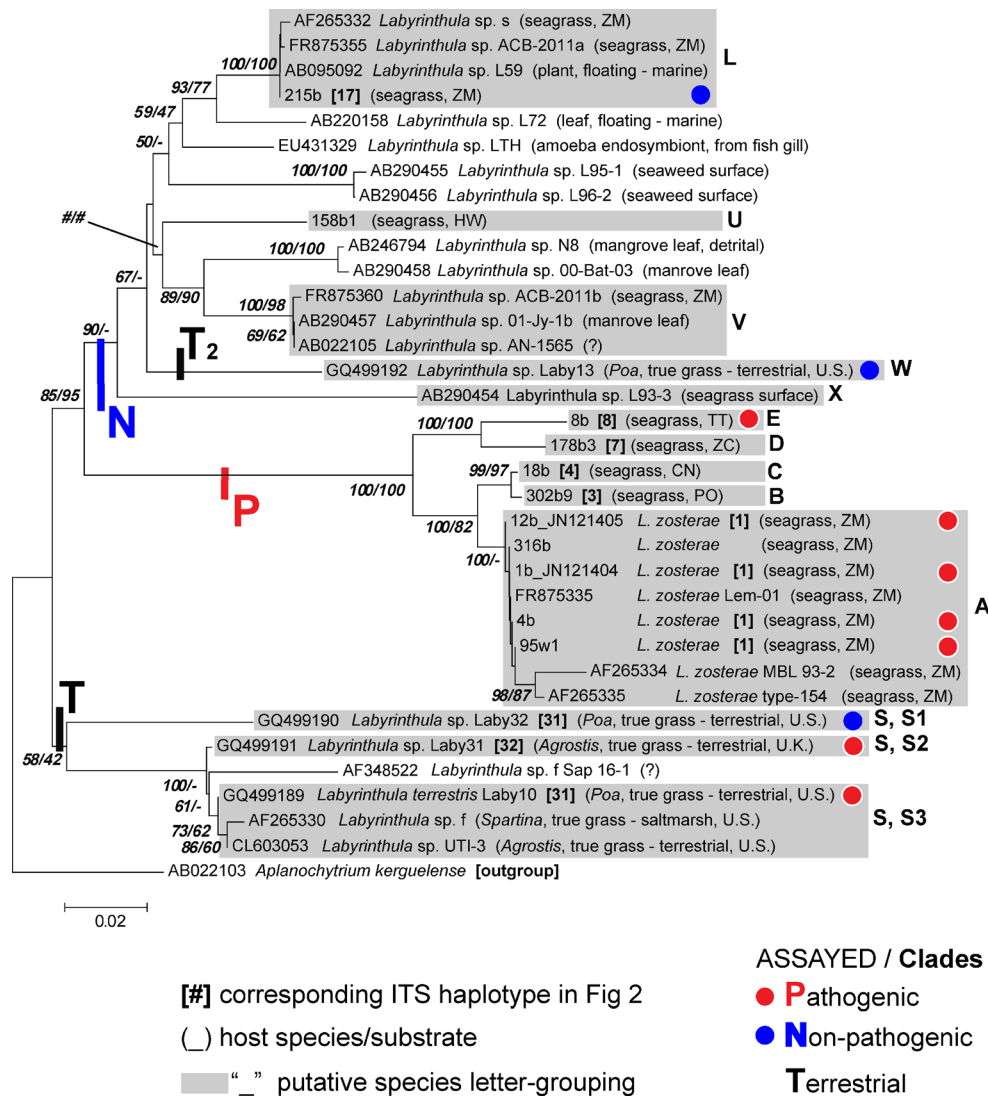 AF265332 Labyrinthula sp. s (seagrass, ZM)
FR875355 Labyrinthula sp. ACB-2011a (seagrass, ZM)
100/100
L
AB095092 Labyrinthula sp. L59 (plant, floating - marine)
93/77
215b [17] (seagrass, ZM)
59/47
AB220158 Labyrinthula sp. L72 (leaf, floating - marine)
50/-
EU431329 Labyrinthula sp. LTH (amoeba endosymbiont, from fish gill)
100/100
AB290455 Labyrinthula sp. L95-1 (seaweed surface)
AB290456 Labyrinthula sp. L96-2 (seaweed surface)
#/#
158b1 (seagrass, HW)
U
100/100
AB246794 Labyrinthula sp. N8 (mangrove leaf, detrital)
67/-
AB290458 Labyrinthula sp. 00-Bat-03 (manrove leaf)
89/90
FR875360 Labyrinthula sp. ACB-2011b (seagrass, ZM)
100/98
AB290457 Labyrinthula sp. 01-Jy-1b (manrove leaf)
V
69/62
AB022105 Labyrinthula sp. AN-1565 (?)
90/-
T2
GQ499192 Labyrinthula sp. Laby13 (Poa, true grass - terrestrial, U.S.)
W
85/95
AB290454 Labyrinthula sp. L93-3 (seagrass surface)
X
N
100/100
8b [8] (seagrass, TT)
E
178b3 [7] (seagrass, ZC)
D
99/97
18b [4] (seagrass, CN)
C
100/100
P
302b9 [3] (seagrass, PO)
B
100/82
12b_JN121405 L. zosterae [1] (seagrass, ZM)
316b L. zosterae (seagrass, ZM)
100/-
1b_JN121404 L. zosterae [1] (seagrass, ZM)
FR875335 L. zosterae Lem-01 (seagrass, ZM)
A
4b L. zosterae [1] (seagrass, ZM)
95w1 L. zosterae [1] (seagrass, ZM)
AF265334 L. zosterae MBL 93-2 (seagrass, ZM)
98/87
AF265335 L. zosterae type-154 (seagrass, ZM)
T
GQ499190 Labyrinthula sp. Laby32 [31] (Poa, true grass - terrestrial, U.S.)
S, S1
58/42
GQ499191 Labyrinthula sp. Laby31 [32] (Agrostis, true grass - terrestrial, U.K.)
S, S2
AF348522 Labyrinthula sp. f Sap 16-1 (?)
100/-
61/-
GQ499189 Labyrinthula terrestris Laby10 [31] (Poa, true grass - terrestrial, U.S.)
AF265330 Labyrinthula sp. f (Spartina, true grass - saltmarsh, U.S.)
S, S3
73/62
86/60
CL603053 Labyrinthula sp. UTI-3 (Agrostis, true grass - terrestrial, U.S.)
AB022103 Aplanochytrium kerguelense [outgroup]
0.02
[#] corresponding ITS haplotype in Fig 2
(_) host species/substrate
"_" putative species letter-grouping
ASSAYED / Clades
Pathogenic
Non-pathogenic
Terrestrial